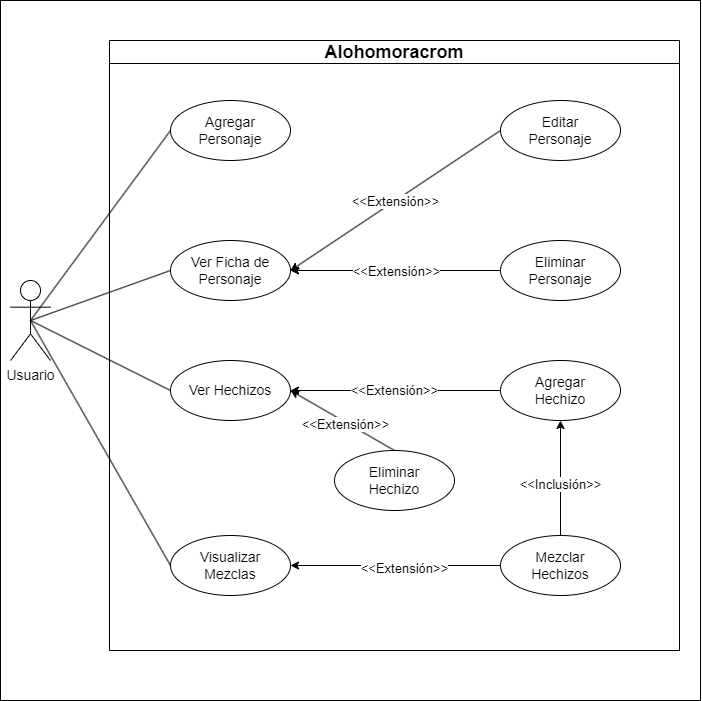 Alohomoracrom
Agregar
Personaje
Editar
Personaje
<<Extensión>>
Ver Ficha de
Personaje
<<Extensión>>
Eliminar
Personaje
Usuario
Ver Hechizos
<<Extensión>>
Agregar
Hechizo
<<Extensión>>
Eliminar
Hechizo
<<Inclusión>>
Visualizar
Mezclas
<<Extensión>>
Mezclar
Hechizos